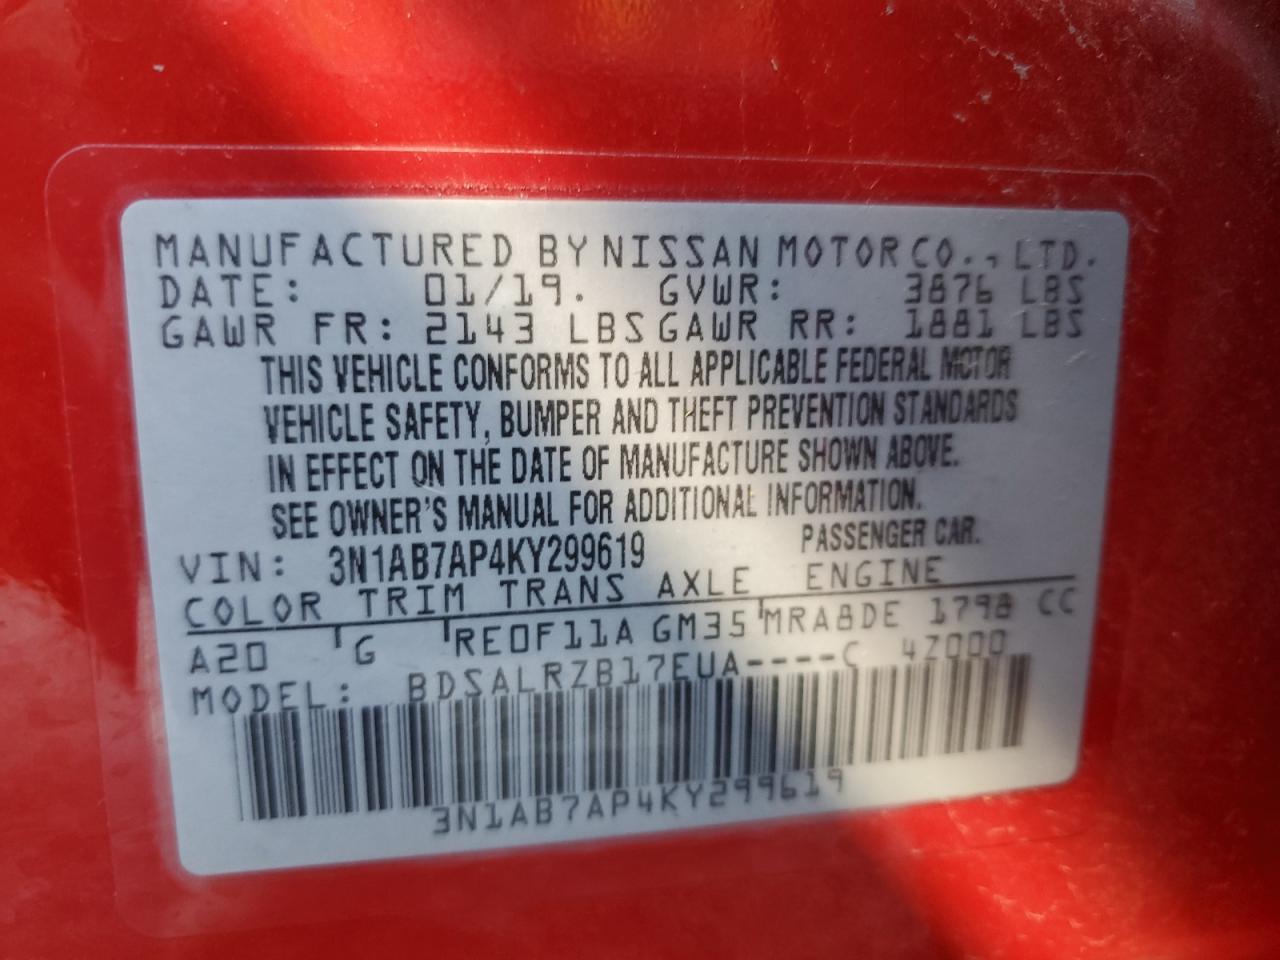 MANUFACTURED BY NISSAN MOTOR CO., LTD.
DATE: 01/19. GVWR: 3876 LBS
GAWR FR: 2143 LBS GAWR RR: 1881 LBS
THIS VEHICLE CONFORMS TO ALL APPLICABLE FEDERAL MOTOR
VEHICLE SAFETY, BUMPER AND THEFT PREVENTION STANDARDS
IN EFFECT ON THE DATE OF MANUFACTURE SHOWN ABOVE.
SEE OWNER'S MANUAL FOR ADDITIONAL INFORMATION.
VIN: 3N1AB7AP4KY299619 PASSENGER CAR.
COLOR TRIM TRANS AXLE ENGINE
A20 G RE0F11A GM35 MRA8DE 1798 CC
MODEL: BDSALRZB17EUA----C 4Z000
3N1AB7AP4KY299619